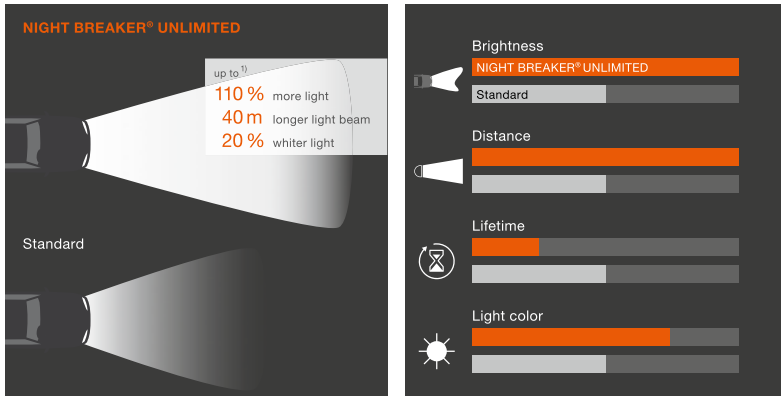 NIGHT BREAKER® UNLIMITED
up to 1)
110 % more light
40 m longer light beam
20 % whiter light
Standard
Brightness
NIGHT BREAKER® UNLIMITED
Standard
Distance
Lifetime
Light color